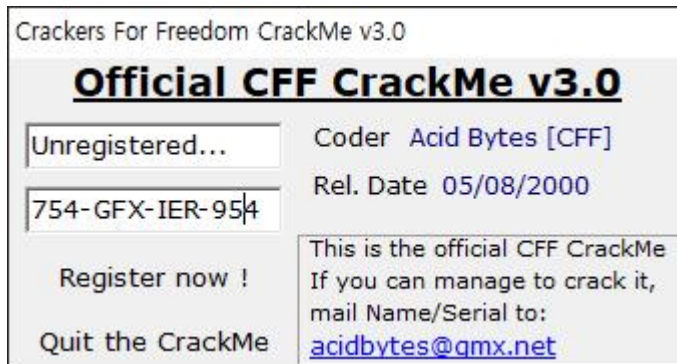 Crackers For Freedom CrackMe v3.0
Official CFF CrackMe v3.0
Unregistered...
Coder Acid Bytes [CFF]
Rel. Date 05/08/2000
754-GFX-IER-954
Register now !
Quit the CrackMe
This is the official CFF CrackMe
If you can manage to crack it,
mail Name/Serial to:
acidbytes@gmx.net